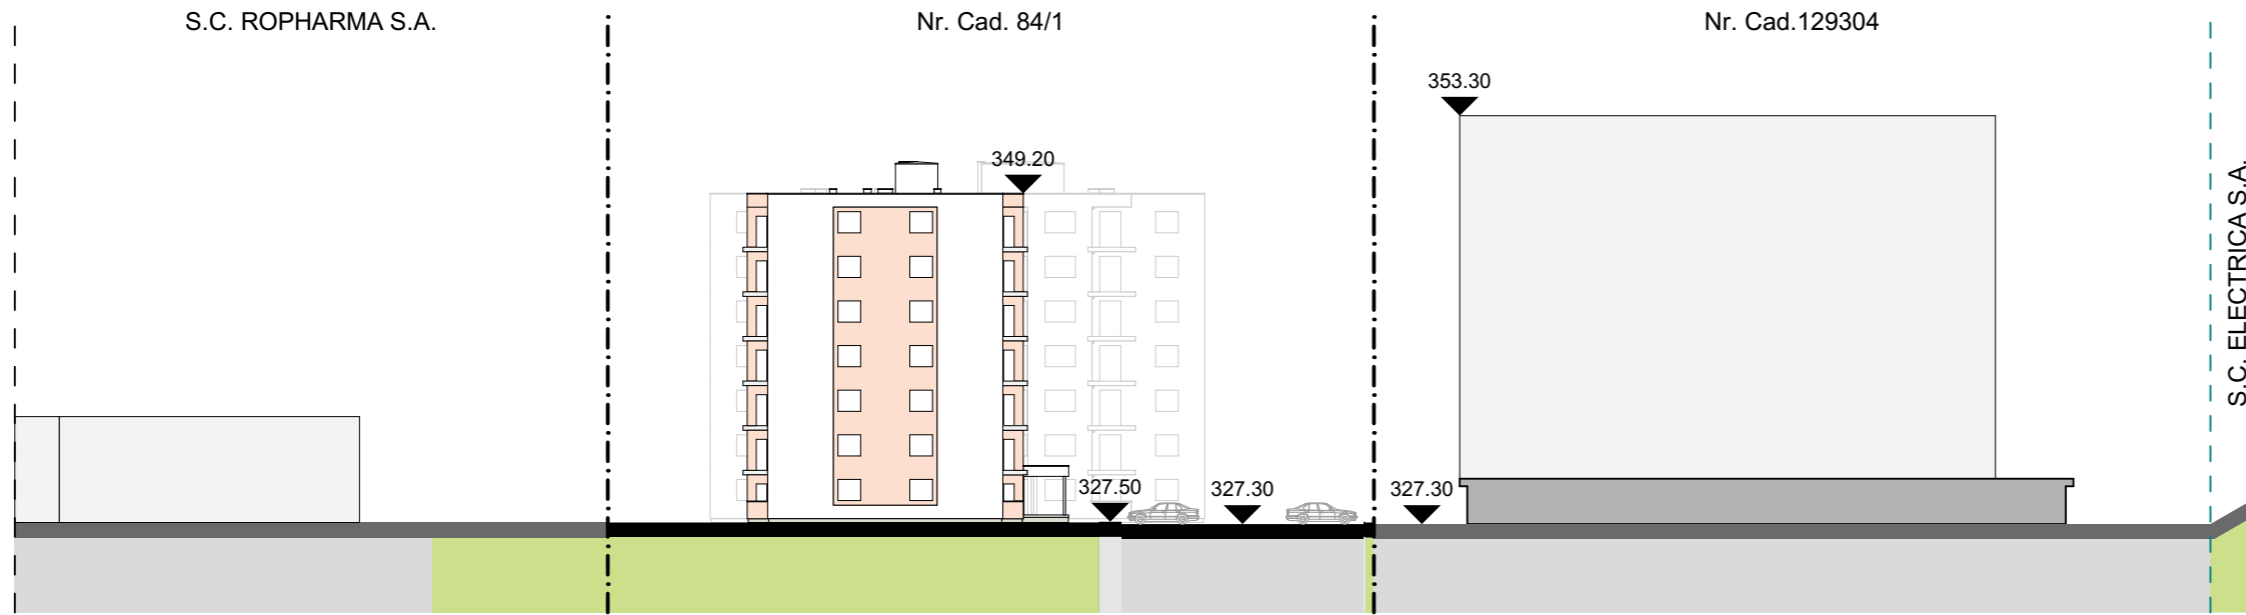 S.C. ROPHARMA S.A.
Nr. Cad. 84/1
Nr. Cad.129304
353.30
349.20
327.50
327.30
327.30
S.C. ELECTRICA S.A.